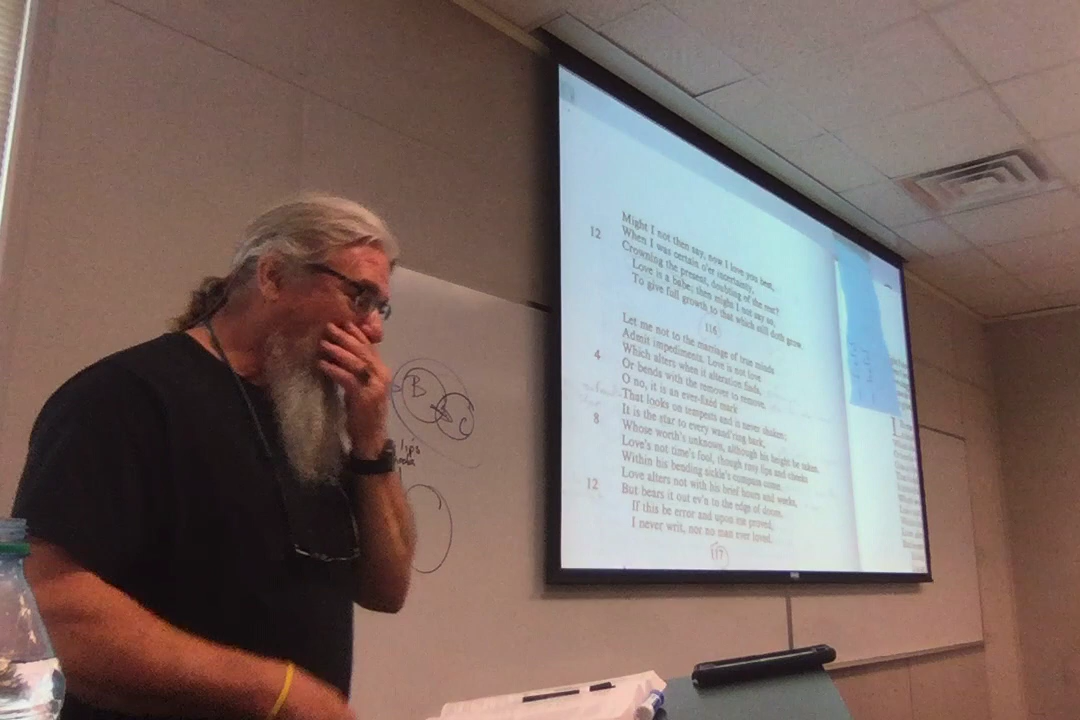 Might I not then say, now I love you best,
12 When I was certain o'er incertainty,
Crowning the present, doubting of the rest?
Love is a babe; then might I not say so,
To give full growth to that which still doth grow.
116
Let me not to the marriage of true minds
Admit impediments. Love is not love
4 Which alters when it alteration finds,
Or bends with the remover to remove.
O no, it is an ever-fixèd mark
That looks on tempests and is never shaken;
8 It is the star to every wand'ring bark,
Whose worth's unknown, although his height be taken.
Love's not time's fool, though rosy lips and cheeks
Within his bending sickle's compass come.
Love alters not with his brief hours and weeks,
12 But bears it out ev'n to the edge of doom.
If this be error and upon me proved,
I never writ, nor no man ever loved.
117
B
C
lips